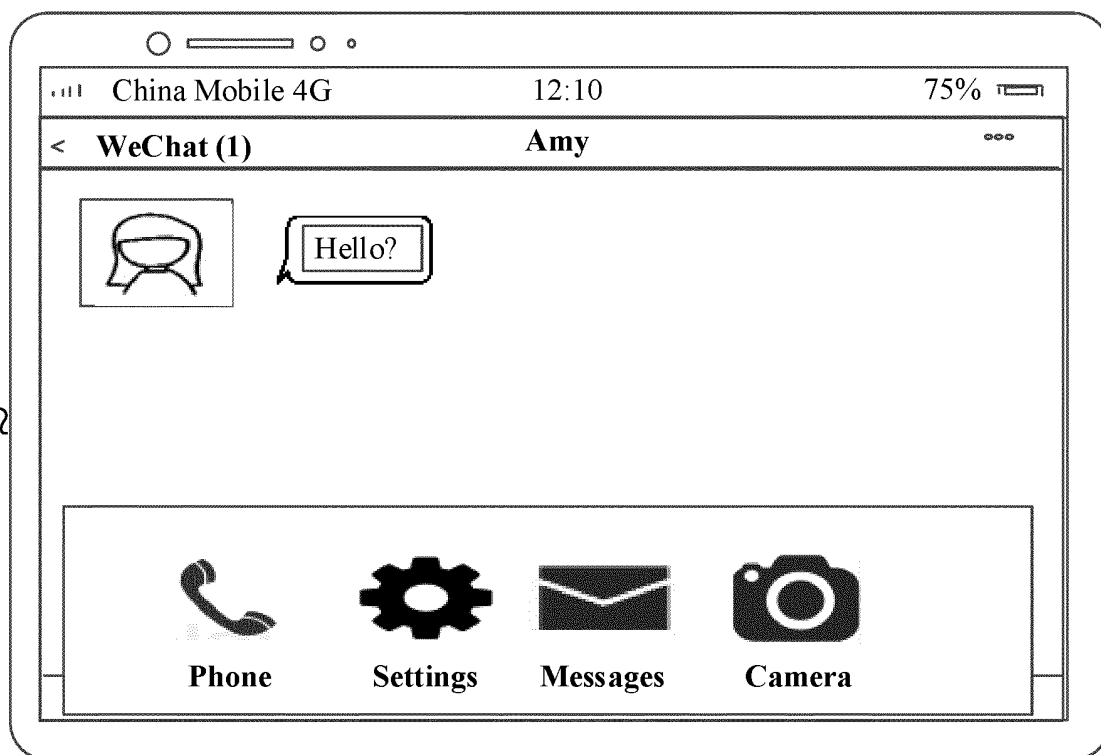 China Mobile 4G 12:10 75%
< WeChat (1) Amy
Hello?
Phone Settings Messages Camera